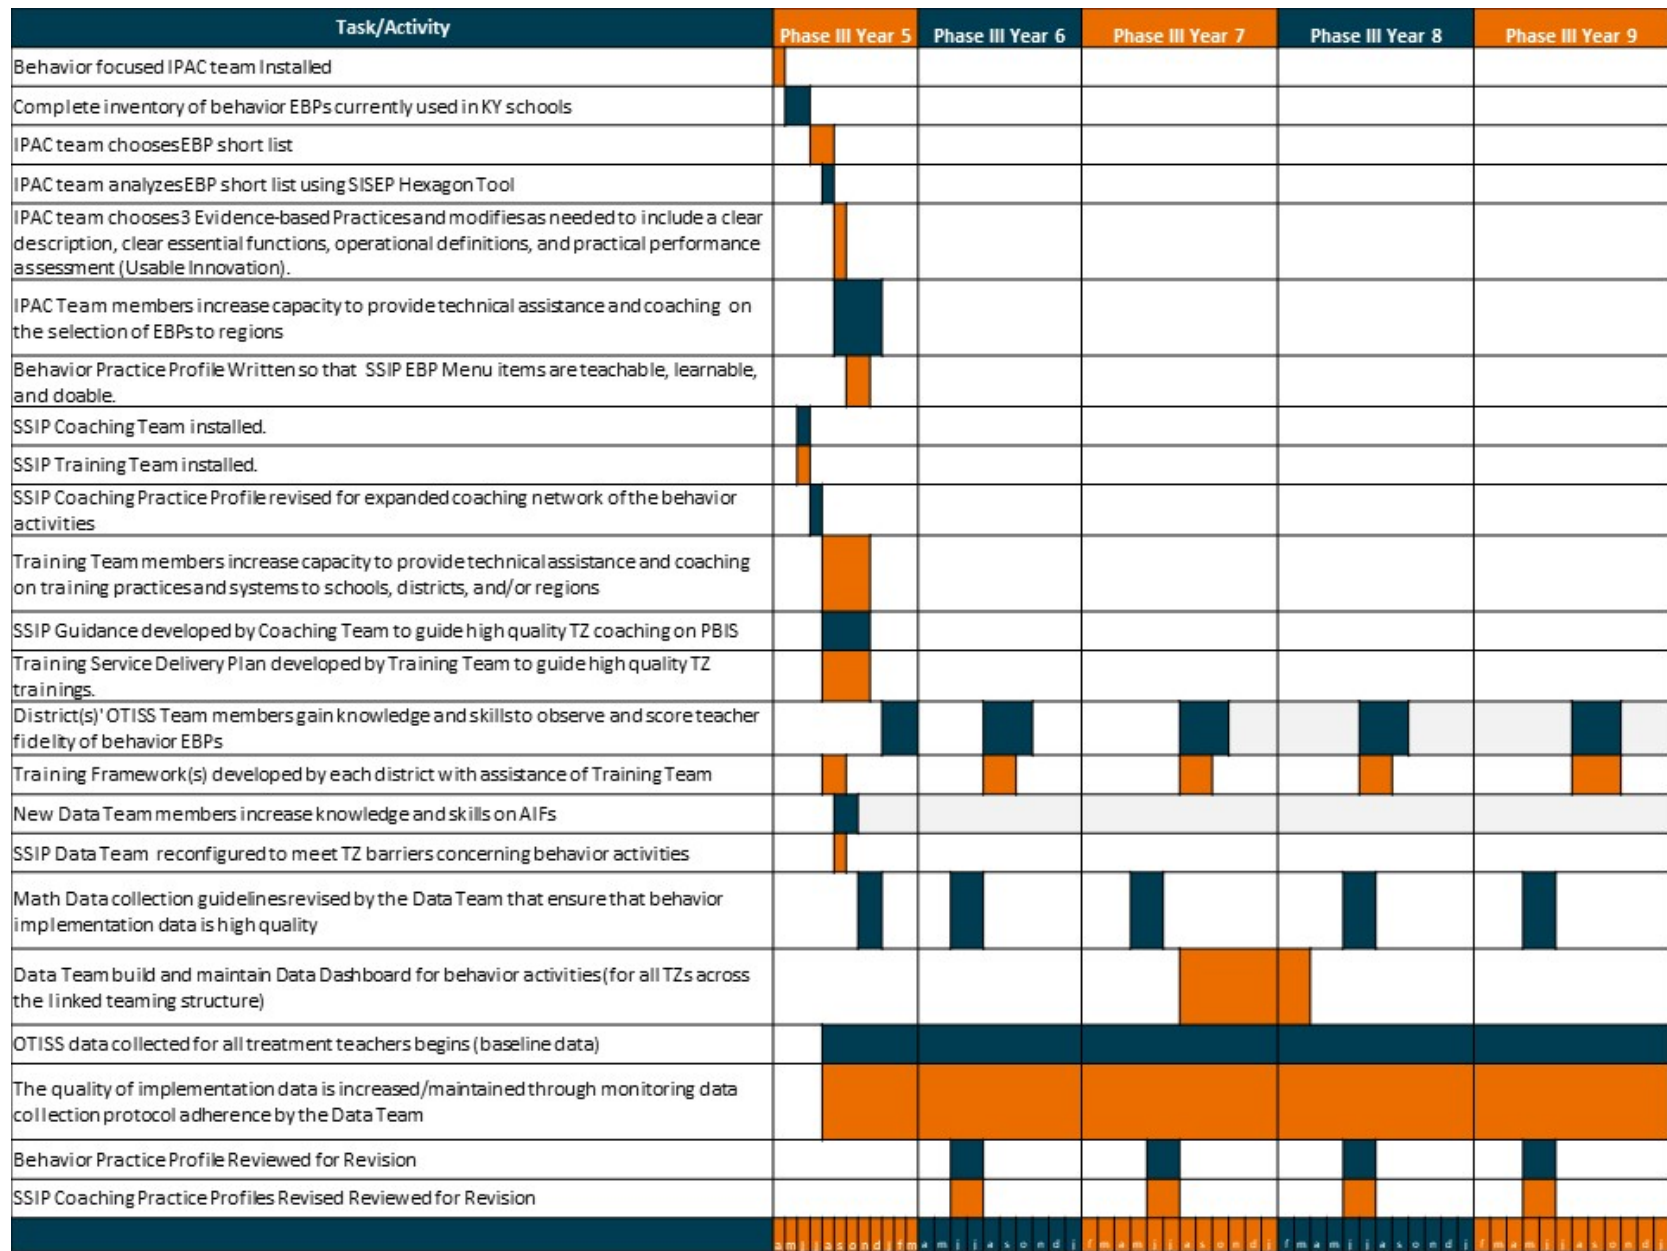 Task/Activity
Phase III Year 5 Phase III Year 6 Phase III Year 7 Phase III Year 8 Phase III Year 9
Behavior focused IPAC team Installed
Complete inventory of behavior EBPs currently used in KY schools
IPAC team chooses EBP short list
IPAC team analyzes EBP short list using SISEP Hexagon Tool
IPAC team chooses 3 Evidence-based Practices and modifies as needed to include a clear
description, clear essential functions, operational definitions, and practical performance
assessment (Usable Innovation).
IPAC Team members increase capacity to provide technical assistance and coaching on
the selection of EBPs to regions
Behavior Practice Profile Written so that SSIP EBP Menu items are teachable, learnable,
and doable.
SSIP Coaching Team installed.
SSIP Training Team installed.
SSIP Coaching Practice Profile revised for expanded coaching network of the behavior
activities
Training Team members increase capacity to provide technical assistance and coaching
on training practices and systems to schools, districts, and/or regions
SSIP Guidance developed by Coaching Team to guide high quality TZ coaching on PBIS
Training Service Delivery Plan developed by Training Team to guide high quality TZ
trainings.
District(s)' OTISS Team members gain knowledge and skills to observe and score teacher
fidelity of behavior EBPs
Training Framework(s) developed by each district with assistance of Training Team
New Data Team members increase knowledge and skills on AIFs
SSIP Data Team reconfigured to meet TZ barriers concerning behavior activities
Math Data collection guidelines revised by the Data Team that ensure that behavior
implementation data is high quality
Data Team build and maintain Data Dashboard for behavior activities (for all TZs across
the linked teaming structure)
OTISS data collected for all treatment teachers begins (baseline data)
The quality of implementation data is increased/maintained through monitoring data
collection protocol adherence by the Data Team
Behavior Practice Profile Reviewed for Revision
SSIP Coaching Practice Profiles Revised Reviewed for Revision